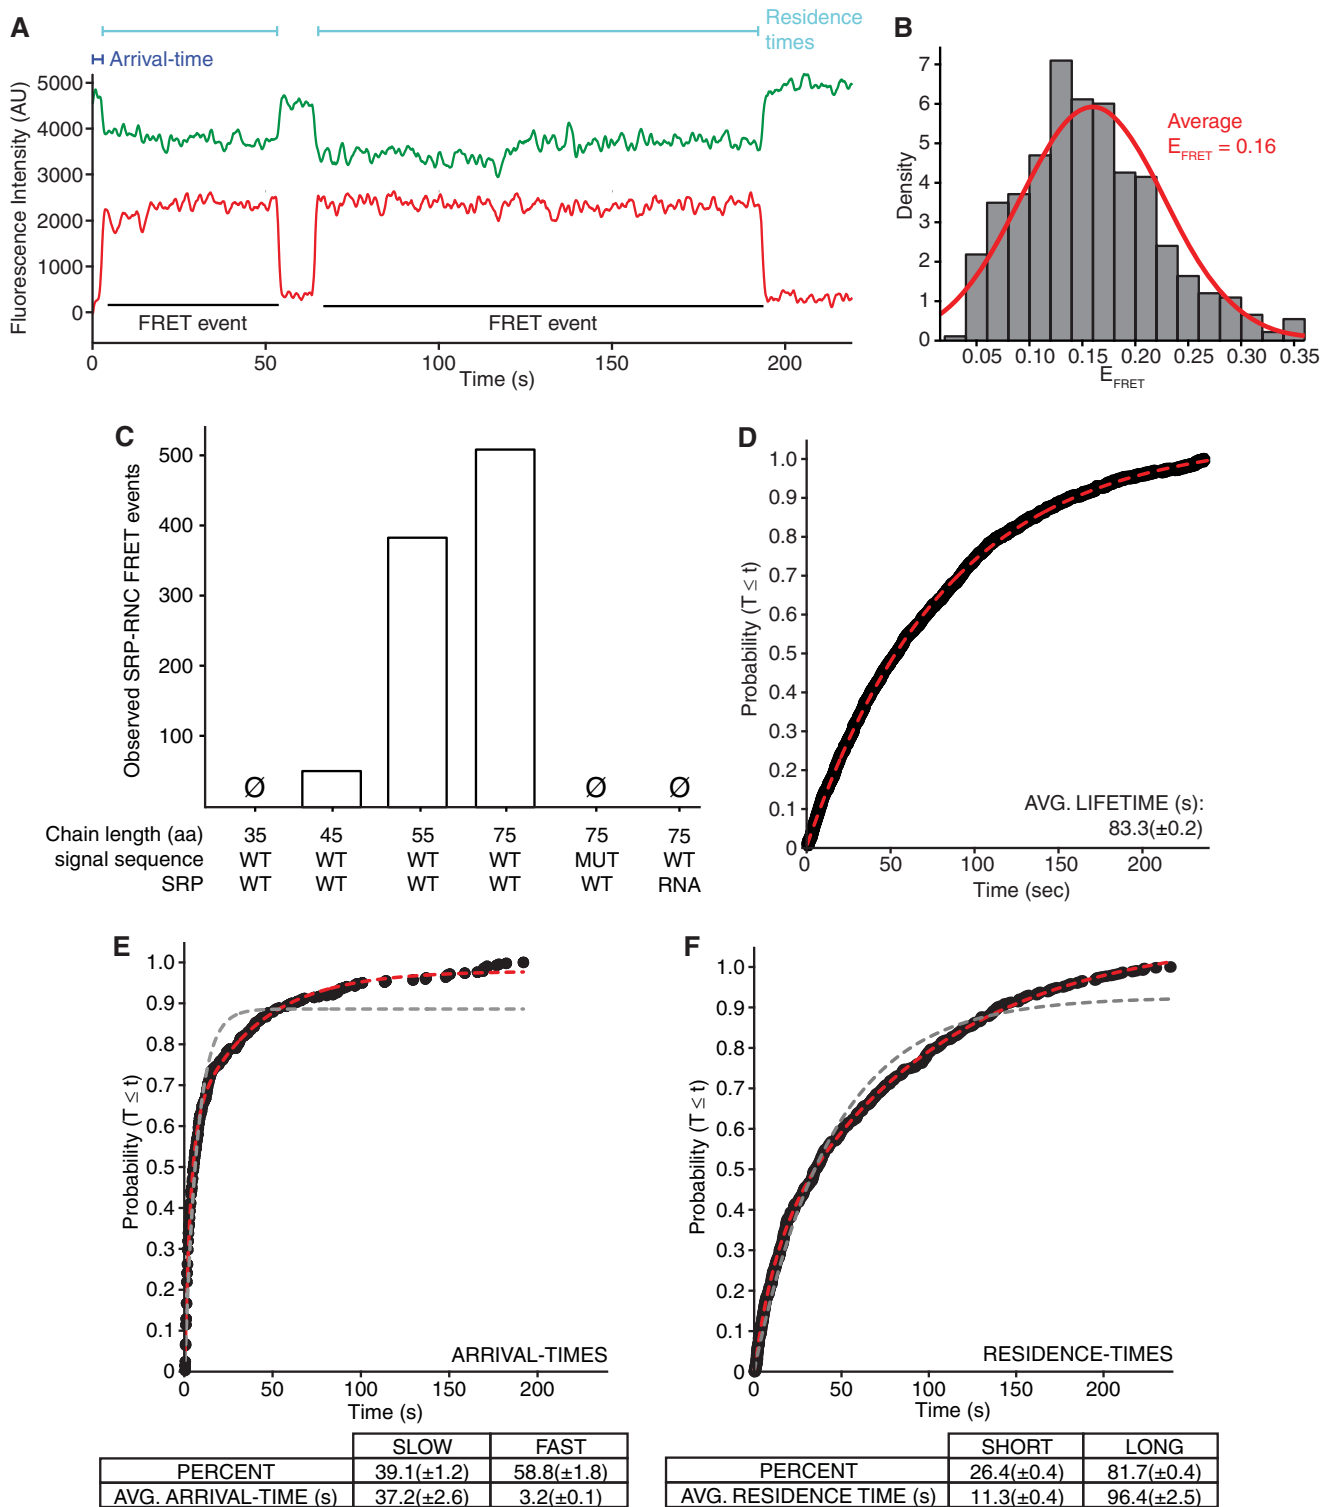 A
Residence
times
Arrival-time
Fluorescence Intensity (AU)
5000
4000
3000
2000
1000
0
FRET event
FRET event
0 50 100 150 200
Time (s)
B
Density
7
6
5
4
3
2
1
0
Average
E_FRET = 0.16
0.05 0.10 0.15 0.20 0.25 0.30 0.35
E_FRET
C
Observed SRP-RNC FRET events
500
400
300
200
100
Ø Ø Ø
Chain length (aa) 35 45 55 75 75 75
signal sequence WT WT WT WT MUT WT
SRP WT WT WT WT WT RNA
D
Probability (T ≤ t)
1.0
0.9
0.8
0.7
0.6
0.5
0.4
0.3
0.2
0.1
0
AVG. LIFETIME (s):
83.3(±0.2)
0 50 100 150 200
Time (sec)
E
Probability (T ≤ t)
1.0
0.9
0.8
0.7
0.6
0.5
0.4
0.3
0.2
0.1
0
ARRIVAL-TIMES
0 50 100 150 200
Time (s)
SLOW FAST
PERCENT 39.1(±1.2) 58.8(±1.8)
AVG. ARRIVAL-TIME (s) 37.2(±2.6) 3.2(±0.1)
F
Probability (T ≤ t)
1.0
0.9
0.8
0.7
0.6
0.5
0.4
0.3
0.2
0.1
0
RESIDENCE-TIMES
0 50 100 150 200
Time (s)
SHORT LONG
PERCENT 26.4(±0.4) 81.7(±0.4)
AVG. RESIDENCE TIME (s) 11.3(±0.4) 96.4(±2.5)